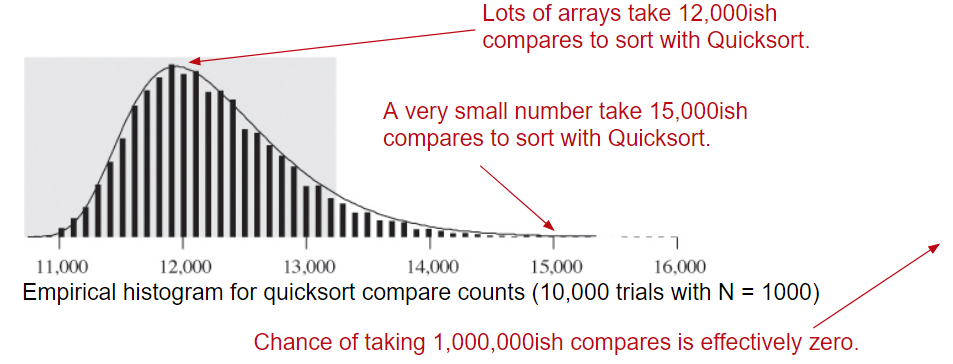 Lots of arrays take 12,000ish
compares to sort with Quicksort.
A very small number take 15,000ish
compares to sort with Quicksort.
11,000 12,000 13,000 14,000 15,000 16,000
Empirical histogram for quicksort compare counts (10,000 trials with N = 1000)
Chance of taking 1,000,000ish compares is effectively zero.